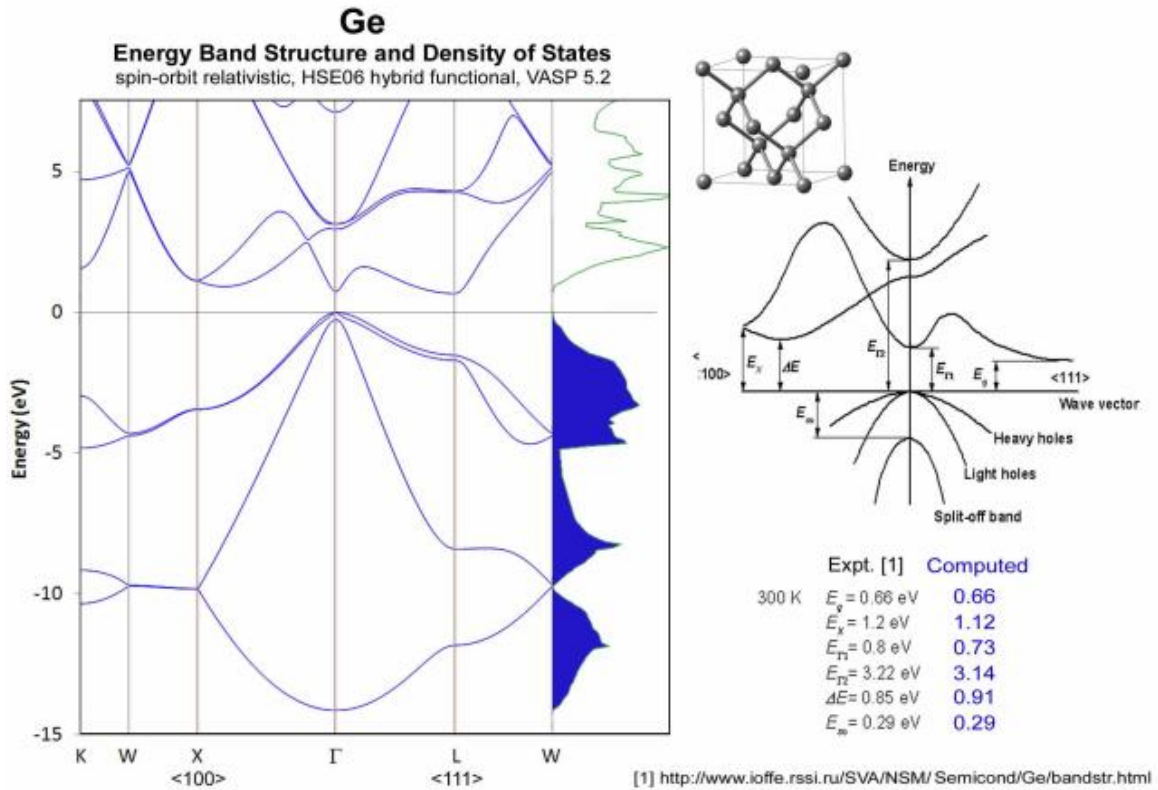 Ge
Energy Band Structure and Density of States
spin-orbit relativistic, HSE06 hybrid functional, VASP 5.2
Energy (eV)
5
0
-5
-10
-15
K W X Γ L W
<100> <111>
Energy
E_Γ2
E_X
ΔE
E_Γ1
E_g
<
:100>
<111>
Wave vector
E_so
Heavy holes
Light holes
Split-off band
Expt. [1] Computed
300 K E_g = 0.66 eV 0.66
E_X = 1.2 eV 1.12
E_Γ1 = 0.8 eV 0.73
E_Γ2 = 3.22 eV 3.14
ΔE = 0.85 eV 0.91
E_so = 0.29 eV 0.29
[1] http://www.ioffe.rssi.ru/SVA/NSM/ Semicond/Ge/bandstr.html